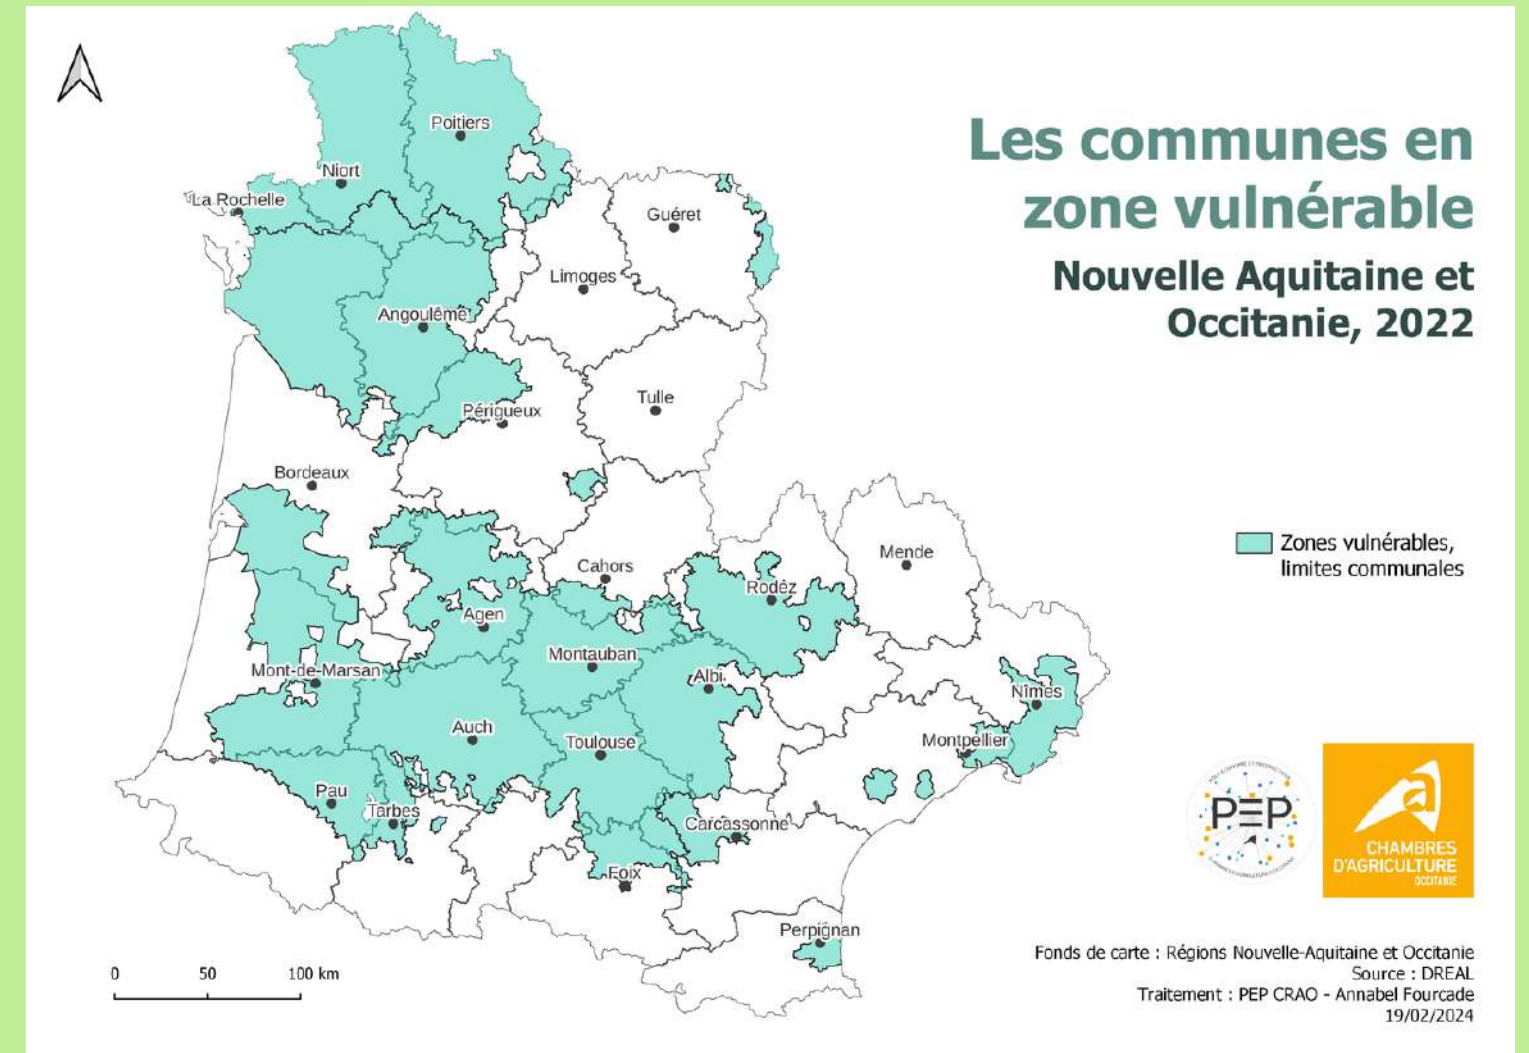 Les communes en
zone vulnérable
Nouvelle Aquitaine et
Occitanie, 2022
Poitiers
Niort
La Rochelle
Guéret
Limoges
Angoulême
Tulle
Périgueux
Bordeaux
Mende
Cahors
Rodez
Agen
Montauban
Mont-de-Marsan
Albi
Nîmes
Auch
Toulouse
Montpellier
Pau
Tarbes
Carcassonne
Foix
Perpignan
Zones vulnérables,
limites communales
PEP
CHAMBRES
D'AGRICULTURE
OCCITANIE
0 50 100 km
Fonds de carte : Régions Nouvelle-Aquitaine et Occitanie
Source : DREAL
Traitement : PEP CRAO - Annabel Fourcade
19/02/2024